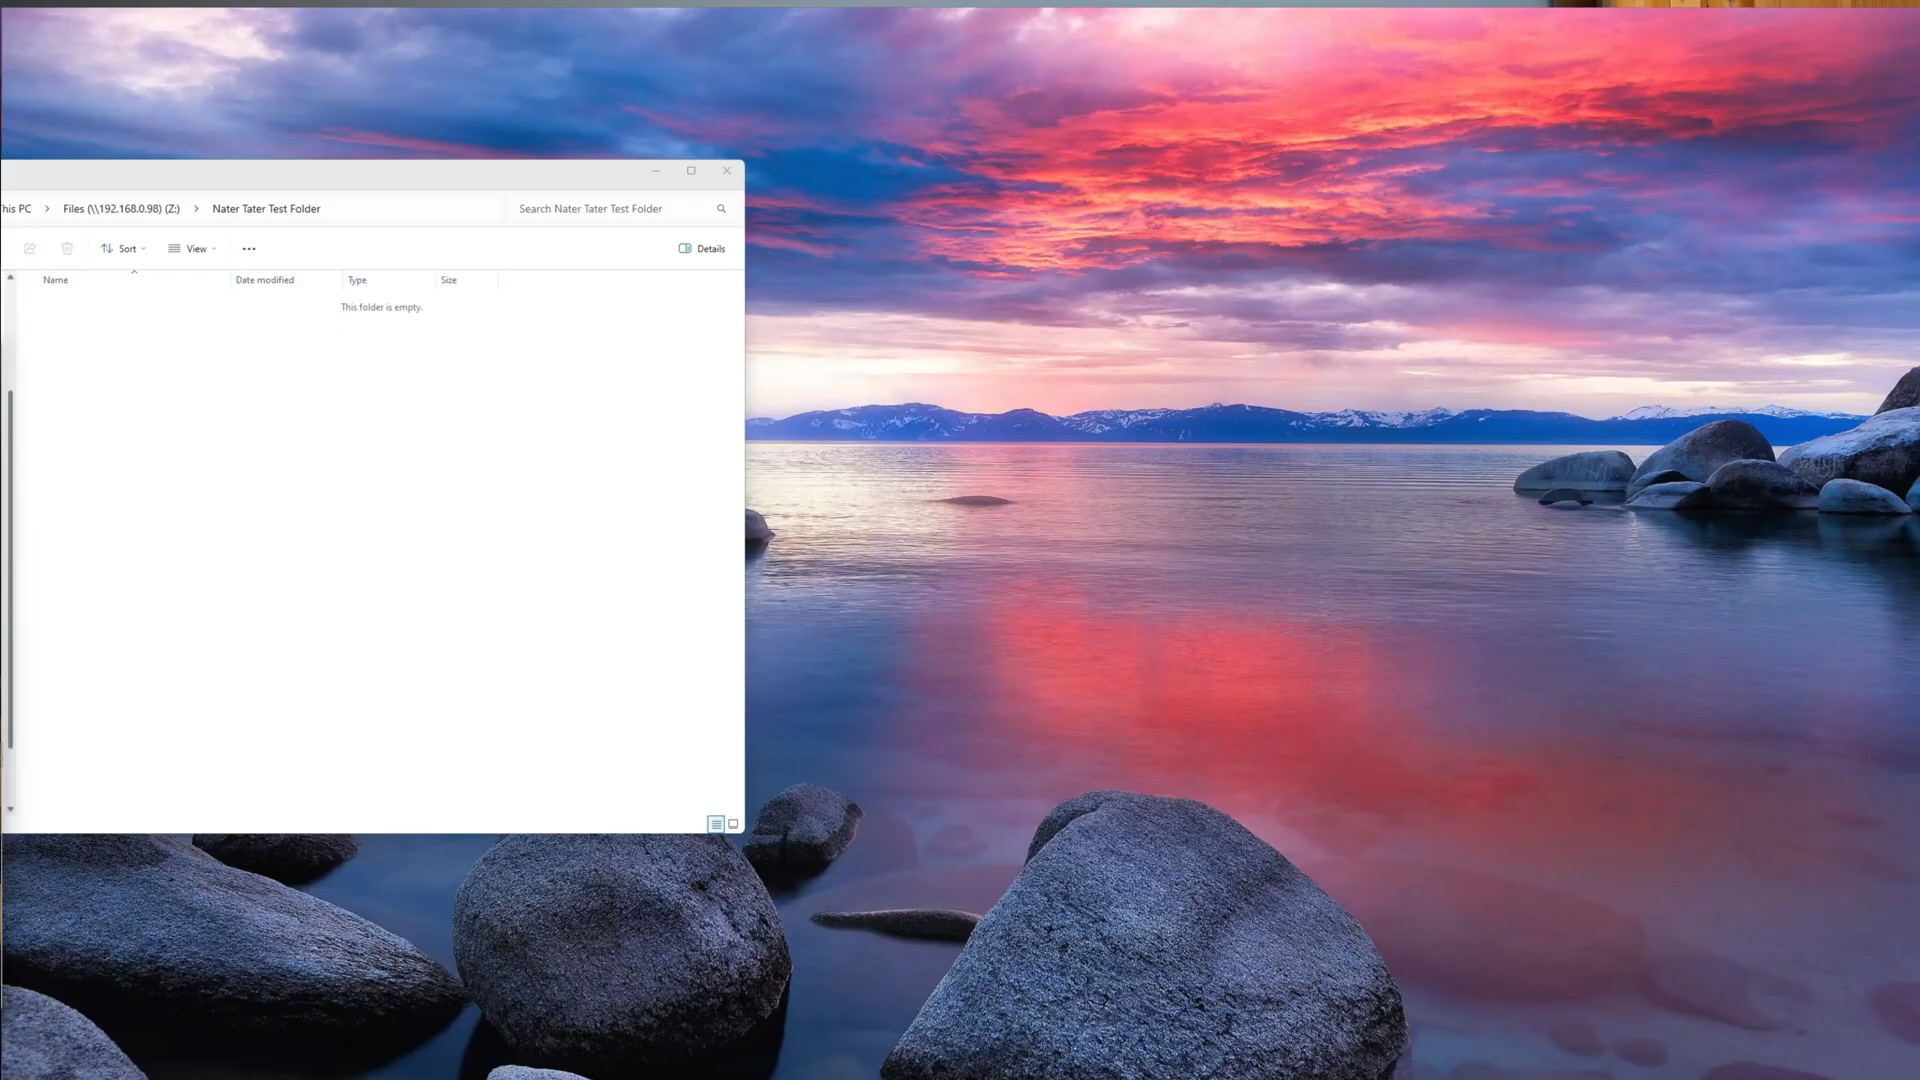 This PC > Files (\\192.168.0.98) (Z:) > Nater Tater Test Folder
Search Nater Tater Test Folder
Sort View ••• Details
Name Date modified Type Size
This folder is empty.